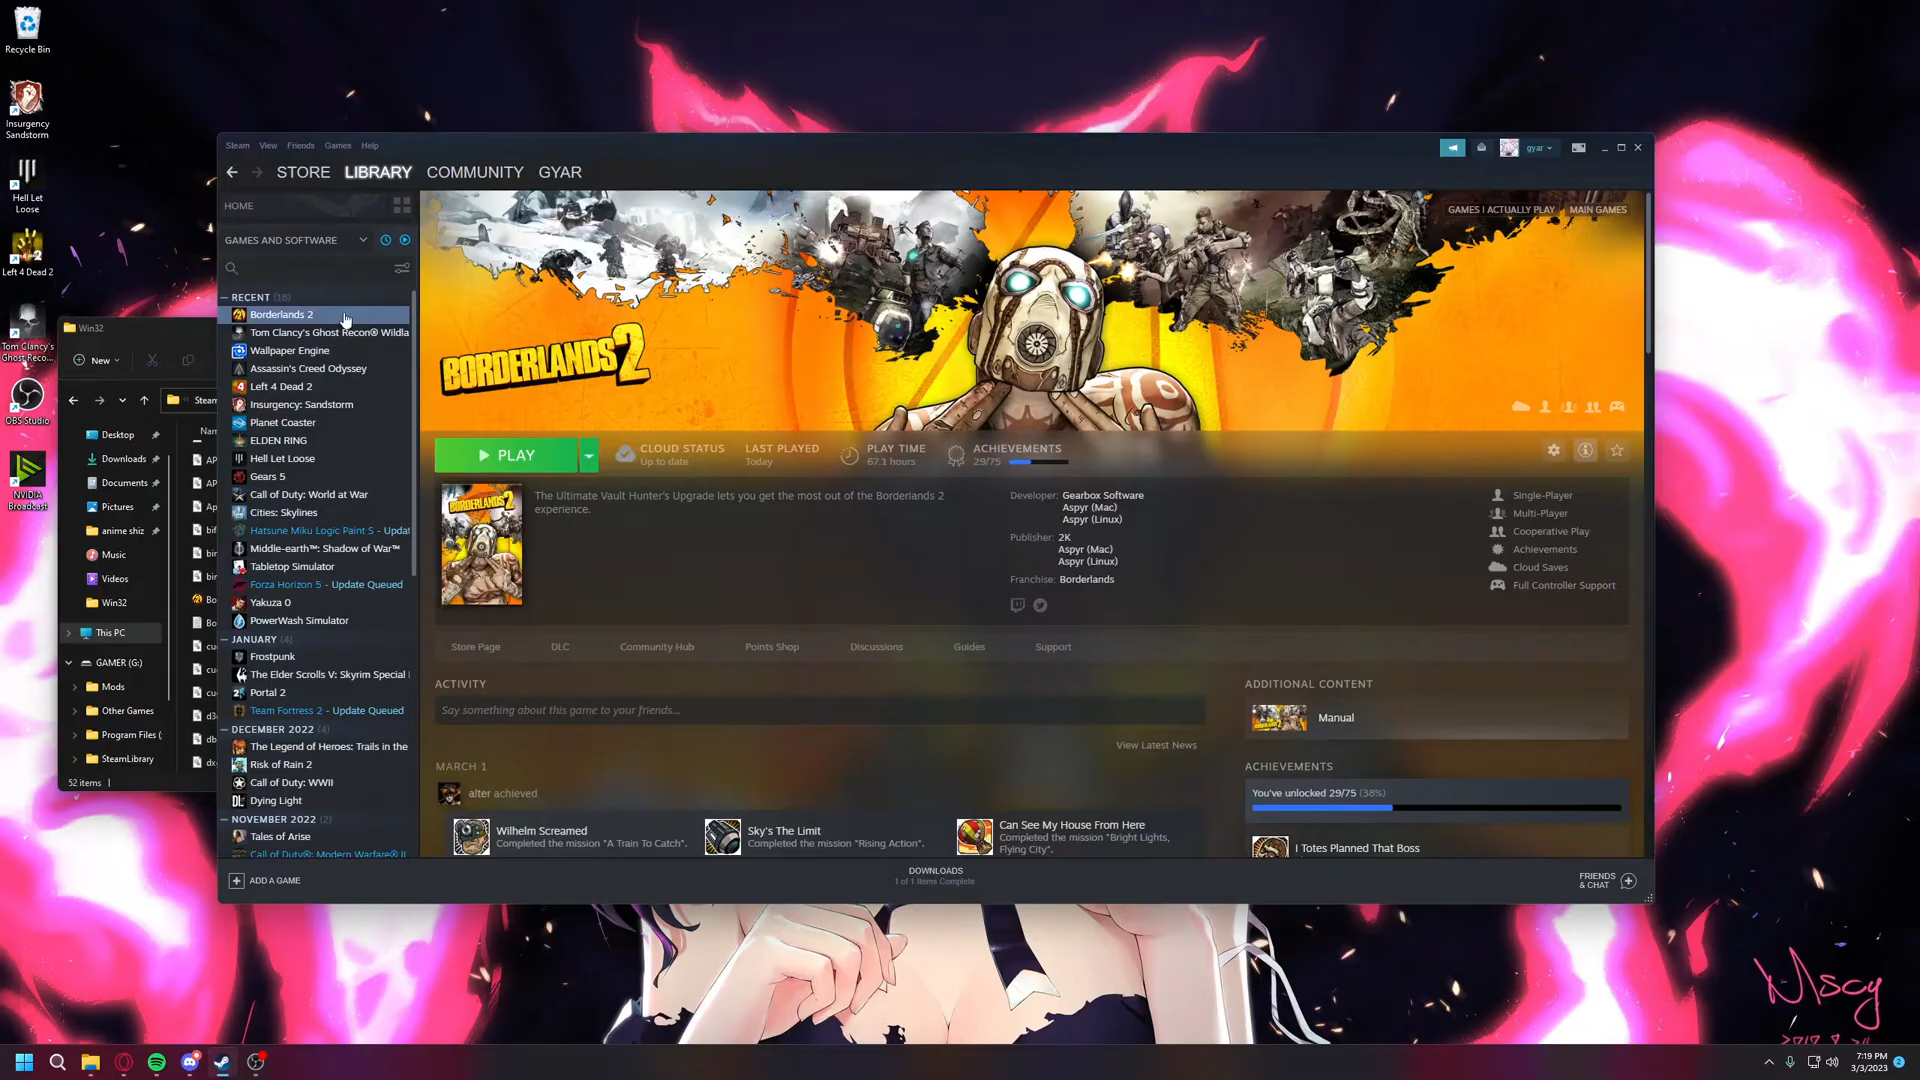 Recycle Bin
Insurgency
Sandstorm
Hell Let
Loose
Left 4 Dead 2
Tom Clancy's
Ghost Reco...
OBS Studio
NVIDIA
Broadcast
Win32
New
Steam
Desktop
Downloads
Documents
Pictures
anime shiz
Music
Videos
Win32
This PC
GAMER (G:)
Mods
Other Games
Program Files (
SteamLibrary
52 items
Steam View Friends Games Help
gyar
STORE LIBRARY COMMUNITY GYAR
HOME
GAMES AND SOFTWARE
RECENT (18)
Borderlands 2
Tom Clancy's Ghost Recon® Wildla
Wallpaper Engine
Assassin's Creed Odyssey
Left 4 Dead 2
Insurgency: Sandstorm
Planet Coaster
ELDEN RING
Hell Let Loose
Gears 5
Call of Duty: World at War
Cities: Skylines
Hatsune Miku Logic Paint S - Updat
Middle-earth™: Shadow of War™
Tabletop Simulator
Forza Horizon 5 - Update Queued
Yakuza 0
PowerWash Simulator
JANUARY (4)
Frostpunk
The Elder Scrolls V: Skyrim Special
Portal 2
Team Fortress 2 - Update Queued
DECEMBER 2022 (4)
The Legend of Heroes: Trails in the
Risk of Rain 2
Call of Duty: WWII
Dying Light
NOVEMBER 2022 (2)
Tales of Arise
Call of Duty®: Modern Warfare® II
GAMES I ACTUALLY PLAY MAIN GAMES
BORDERLANDS 2
PLAY
CLOUD STATUS
Up to date
LAST PLAYED
Today
PLAY TIME
67.1 hours
ACHIEVEMENTS
29/75
BORDERLANDS 2
The Ultimate Vault Hunter's Upgrade lets you get the most out of the Borderlands 2
experience.
Developer: Gearbox Software
Aspyr (Mac)
Aspyr (Linux)
Publisher: 2K
Aspyr (Mac)
Aspyr (Linux)
Franchise: Borderlands
Single-Player
Multi-Player
Cooperative Play
Achievements
Cloud Saves
Full Controller Support
Store Page DLC Community Hub Points Shop Discussions Guides Support
ACTIVITY
Say something about this game to your friends...
View Latest News
MARCH 1
alter achieved
Wilhelm Screamed
Completed the mission "A Train To Catch".
Sky's The Limit
Completed the mission "Rising Action".
Can See My House From Here
Completed the mission "Bright Lights,
Flying City".
ADDITIONAL CONTENT
Manual
ACHIEVEMENTS
You've unlocked 29/75 (38%)
I Totes Planned That Boss
ADD A GAME
DOWNLOADS
1 of 1 Items Complete
FRIENDS
& CHAT
7:19 PM
3/3/2023
2